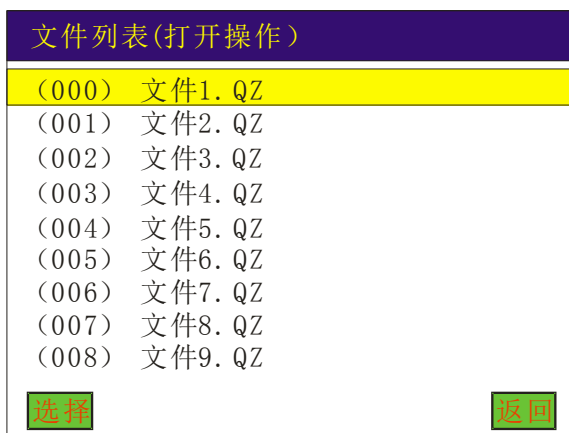 文件列表(打开操作）
（000） 文件1.QZ
（001） 文件2.QZ
（002） 文件3.QZ
（003） 文件4.QZ
（004） 文件5.QZ
（005） 文件6.QZ
（006） 文件7.QZ
（007） 文件8.QZ
（008） 文件9.QZ
选择 返回